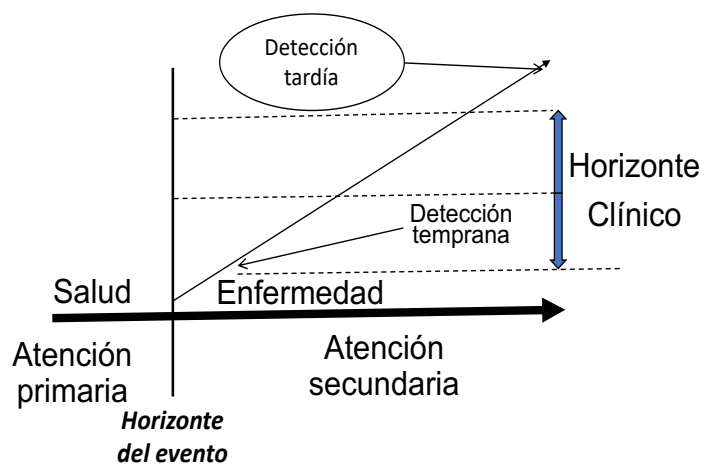 Detección
tardía
Horizonte
Clínico
Detección
temprana
Salud
Enfermedad
Atención
primaria
Atención
secundaria
Horizonte
del evento